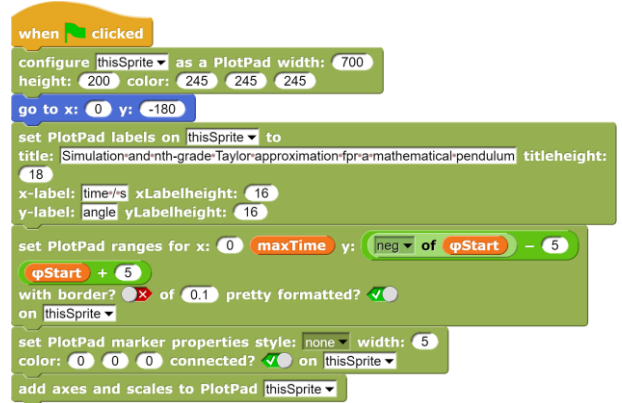 when clicked
configure thisSprite as a PlotPad width: 700
height: 200 color: 245 245 245
go to x: 0 y: -180
set PlotPad labels on thisSprite to
title: Simulation and nth-grade Taylor approximation fpr a mathematical pendulum titleheight:
18
x-label: time / s xLabelheight: 16
y-label: angle yLabelheight: 16
set PlotPad ranges for x: 0 maxTime y: neg of φStart - 5
φStart + 5
with border? of 0.1 pretty formatted?
on thisSprite
set PlotPad marker properties style: none width: 5
color: 0 0 0 connected? on thisSprite
add axes and scales to PlotPad thisSprite